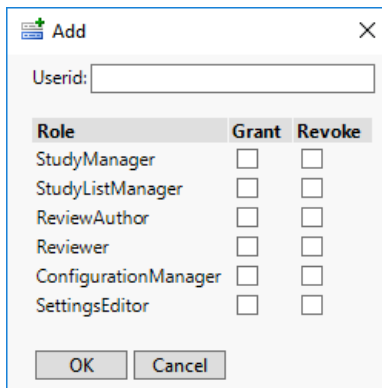 Add
Userid:
Role Grant Revoke
StudyManager
StudyListManager
ReviewAuthor
Reviewer
ConfigurationManager
SettingsEditor
OK Cancel